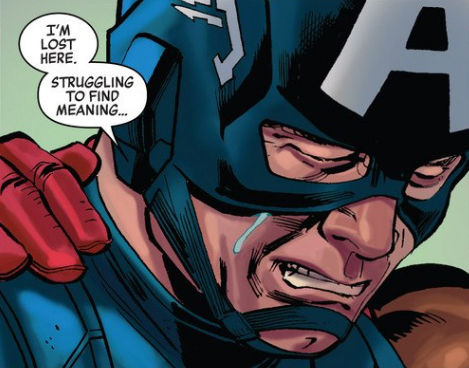 I'M
LOST
HERE.
STRUGGLING
TO FIND
MEANING...
A